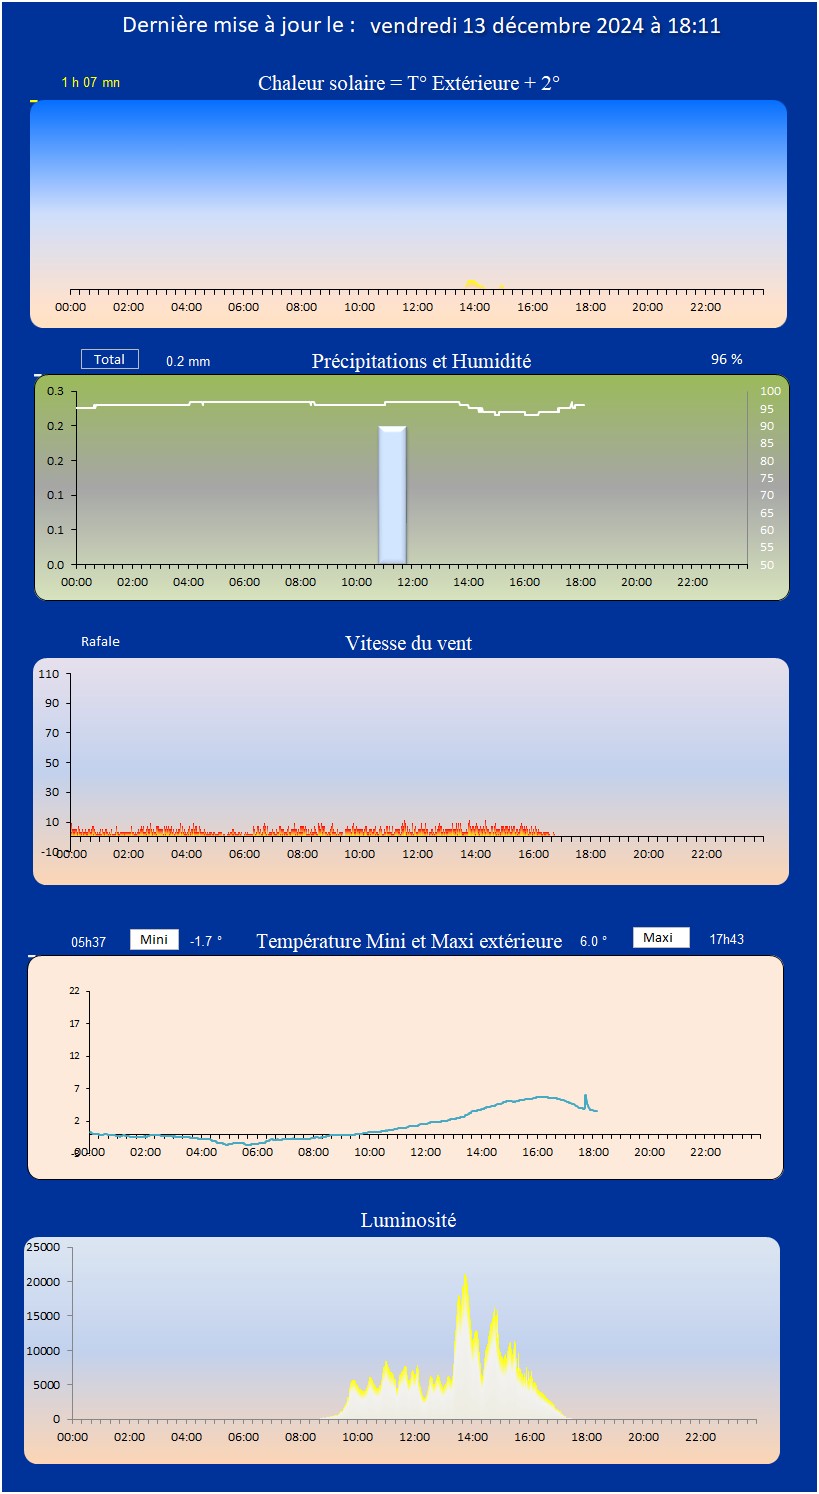 Dernière mise à jour le : vendredi 13 décembre 2024 à 18:11
1 h 07 mn
Chaleur solaire = T° Extérieure + 2°
00:00 02:00 04:00 06:00 08:00 10:00 12:00 14:00 16:00 18:00 20:00 22:00
Total 0.2 mm Précipitations et Humidité 96 %
0.3 100
95
0.2 90
85
0.2 80
75
0.1 70
65
0.1 60
55
0.0 50
00:00 02:00 04:00 06:00 08:00 10:00 12:00 14:00 16:00 18:00 20:00 22:00
Rafale Vitesse du vent
110
90
70
50
30
10
-10 00:00 02:00 04:00 06:00 08:00 10:00 12:00 14:00 16:00 18:00 20:00 22:00
05h37 Mini -1.7 ° Température Mini et Maxi extérieure 6.0 ° Maxi 17h43
22
17
12
7
2
-3 00:00 02:00 04:00 06:00 08:00 10:00 12:00 14:00 16:00 18:00 20:00 22:00
Luminosité
25000
20000
15000
10000
5000
0
00:00 02:00 04:00 06:00 08:00 10:00 12:00 14:00 16:00 18:00 20:00 22:00